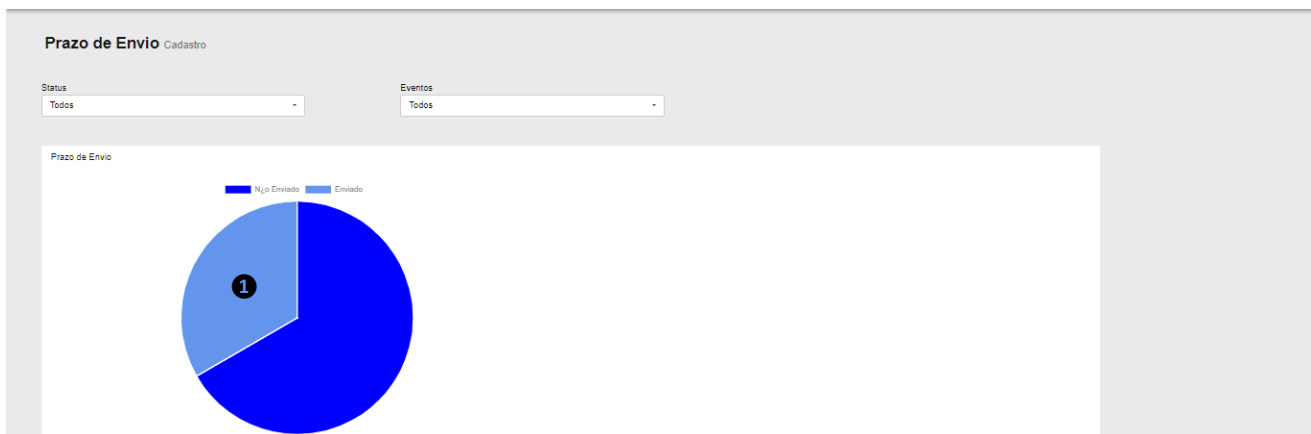 Prazo de Envio Cadastro
Status
Eventos
Todos
Todos
Prazo de Envio
N¿o Enviado Enviado
1